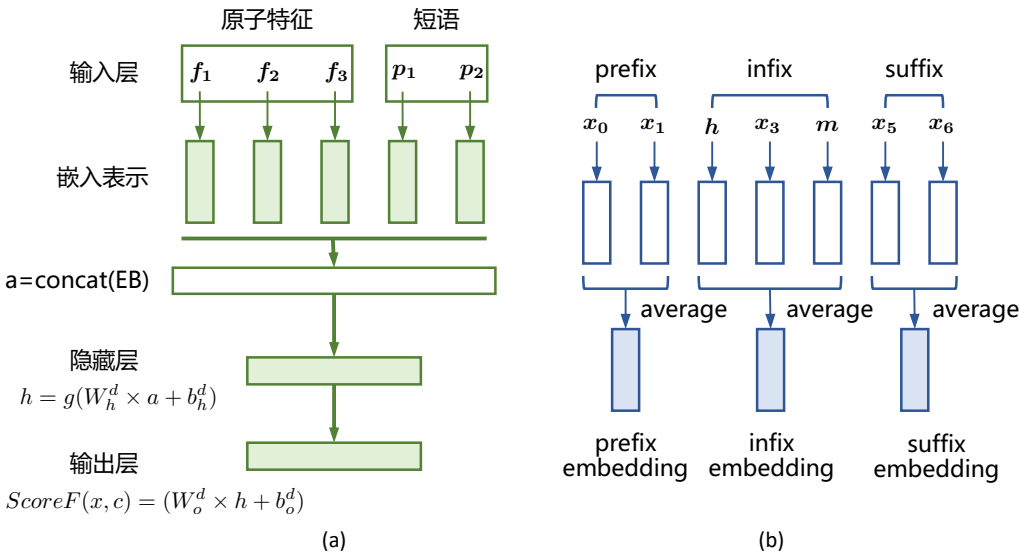 原子特征 短语
输入层 f₁ f₂ f₃ p₁ p₂
嵌入表示
a=concat(EB)
隐藏层
h = g(W_h^d × a + b_h^d)
输出层
ScoreF(x, c) = (W_o^d × h + b_o^d)
(a)
prefix infix suffix
x₀ x₁ h x₃ m x₅ x₆
average average average
prefix embedding
infix embedding
suffix embedding
(b)